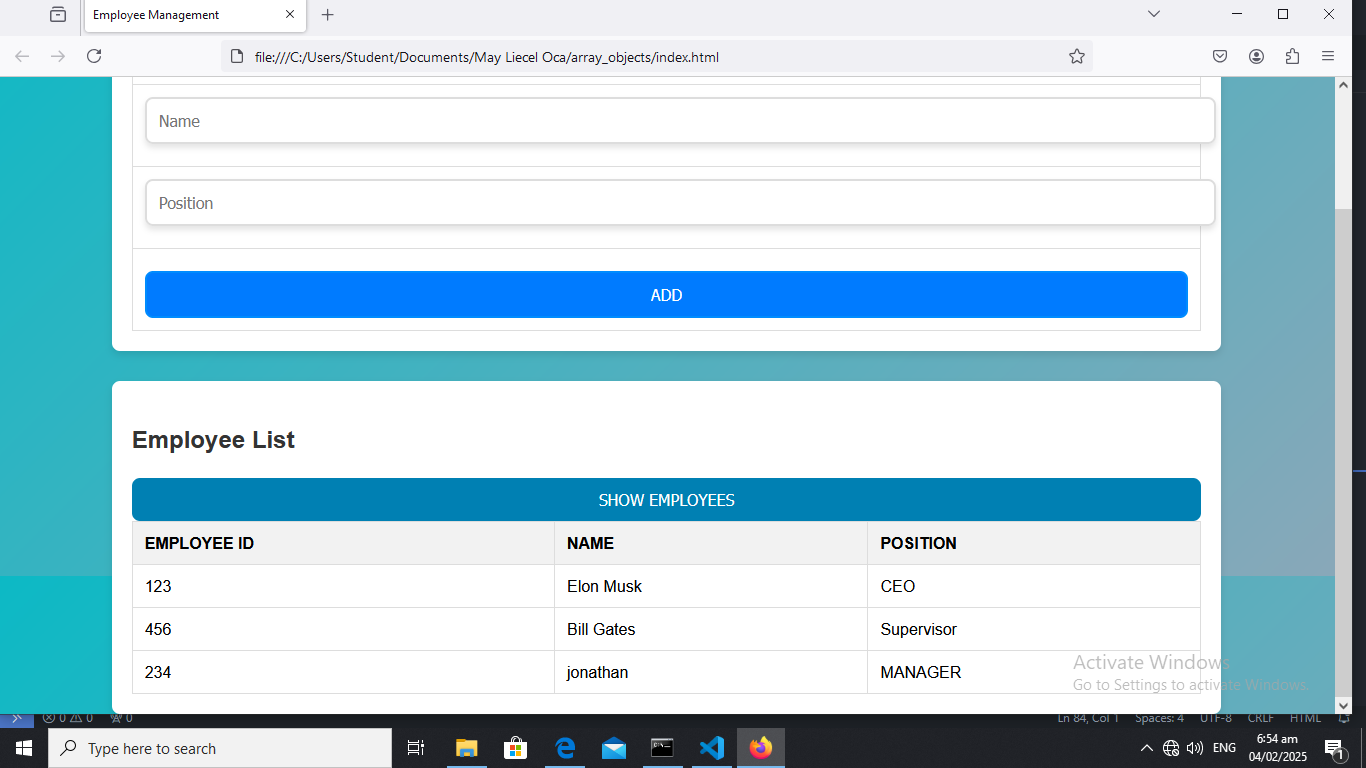 Employee Management
file:///C:/Users/Student/Documents/May Liecel Oca/array_objects/index.html
Name
Position
ADD
Employee List
SHOW EMPLOYEES
EMPLOYEE ID NAME POSITION
123 Elon Musk CEO
456 Bill Gates Supervisor
234 jonathan MANAGER
Activate Windows
Go to Settings to activate Windows.
0 0 0 Ln 84, Col 1 Spaces: 4 UTF-8 CRLF HTML
Type here to search
ENG
6:54 am
04/02/2025
1